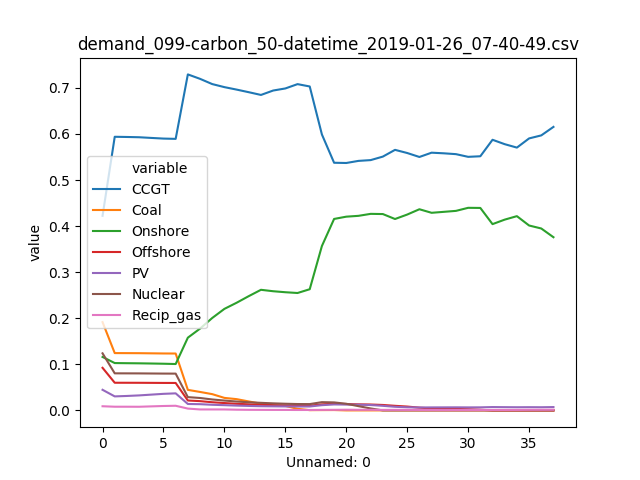 demand_099-carbon_50-datetime_2019-01-26_07-40-49.csv
value
0.7
0.6
0.5
0.4
0.3
0.2
0.1
0.0
variable
CCGT
Coal
Onshore
Offshore
PV
Nuclear
Recip_gas
0 5 10 15 20 25 30 35
Unnamed: 0